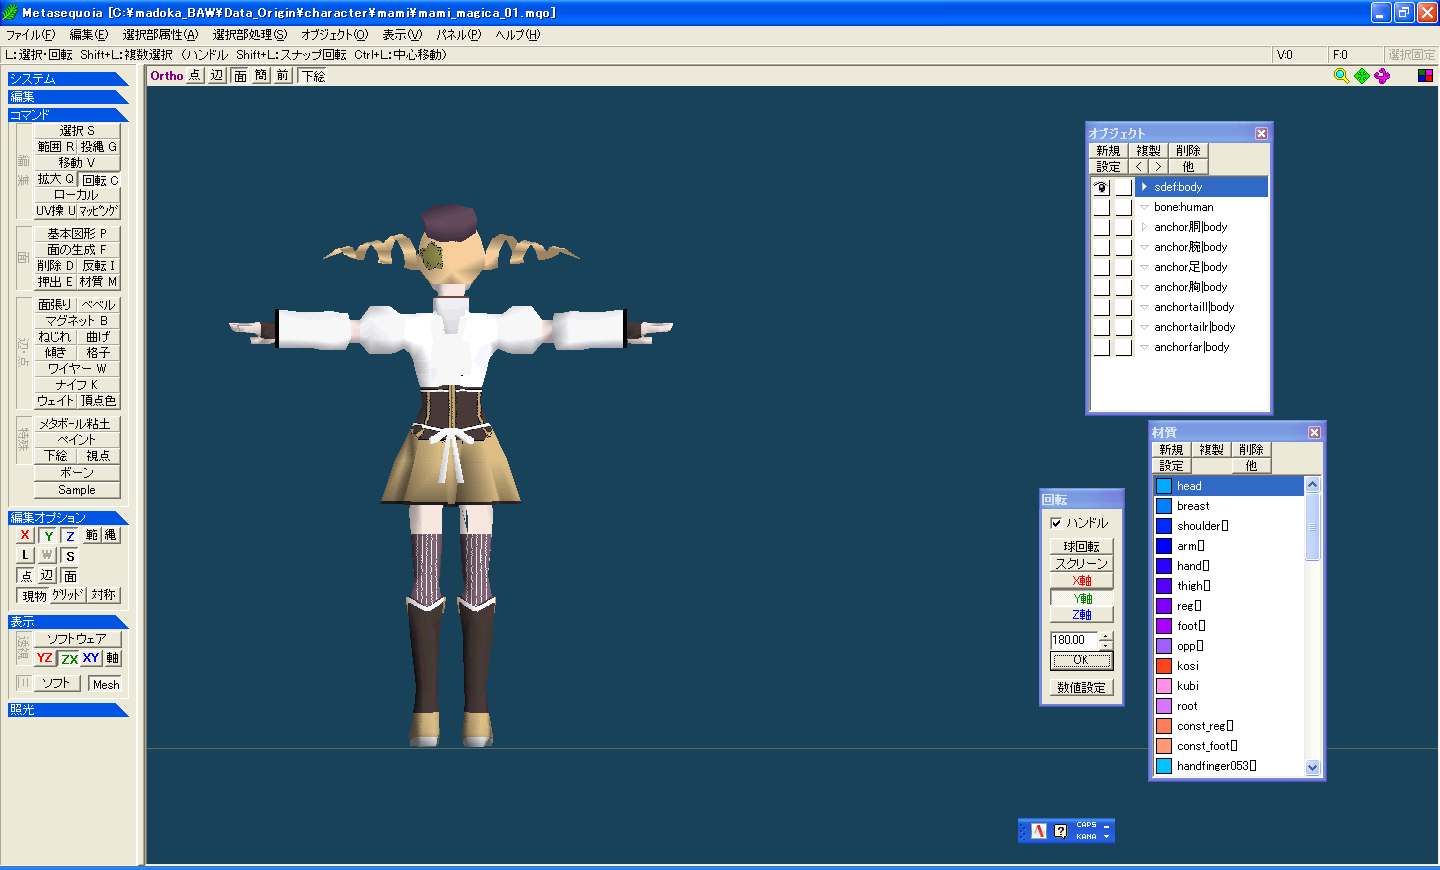 Metasequoia [C:¥madoka_BAW¥Data_Origin¥character¥mami¥mami_magica_01.mqo]
ファイル(F) 編集(E) 選択部属性(A) 選択部処理(S) オブジェクト(O) 表示(V) パネル(P) ヘルプ(H)
L:選択・回転 Shift+L:複数選択 (ハンドル Shift+L:スナップ回転 Ctrl+L:中心移動) V:0 F:0 選択固定
Ortho 点 辺 面 簡 前 下絵
システム
編集
コマンド
編集
選択 S
範囲 R 投縄 G
移動 V
拡大 Q 回転 C
ローカル
UV操 U マッピング
面
基本図形 P
面の生成 F
削除 D 反転 I
押出 E 材質 M
辺・点
面張り ベベル
マグネット B
ねじれ 曲げ
傾き 格子
ワイヤー W
ナイフ K
ウェイト 頂点色
特殊
メタボール粘土
ペイント
下絵 視点
ボーン
Sample
編集オプション
X Y Z 範 縄
L W S
点 辺 面
現物 グリッド 対称
表示
透視
ソフトウェア
YZ ZX XY 軸
三 ソフト Mesh
照光
オブジェクト
新規 複製 削除
設定 < > 他
sdef:body
bone:human
anchor胴|body
anchor腕|body
anchor足|body
anchor胸|body
anchortaill|body
anchortailr|body
anchorfar|body
材質
新規 複製 削除
設定 他
head
breast
shoulder[]
arm[]
hand[]
thigh[]
reg[]
foot[]
opp[]
kosi
kubi
root
const_reg[]
const_foot[]
handfinger053[]
回転
ハンドル
球回転
スクリーン
X軸
Y軸
Z軸
180.00
OK
数値設定
A ? CAPS
KANA